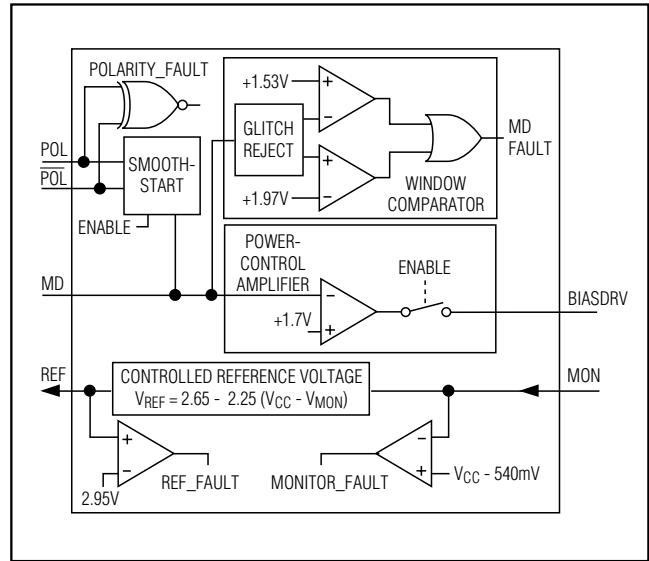 POLARITY_FAULT
+1.53V
+
−
GLITCH
REJECT
+
−
+1.97V
MD
FAULT
WINDOW
COMPARATOR
POL
P̅O̅L̅
SMOOTH-
START
ENABLE
POWER-
CONTROL
AMPLIFIER
ENABLE
MD
−
+1.7V
+
BIASDRV
REF
CONTROLLED REFERENCE VOLTAGE
VREF = 2.65 - 2.25 (VCC - VMON)
MON
+
−
2.95V
REF_FAULT
MONITOR_FAULT
−
+
VCC - 540mV